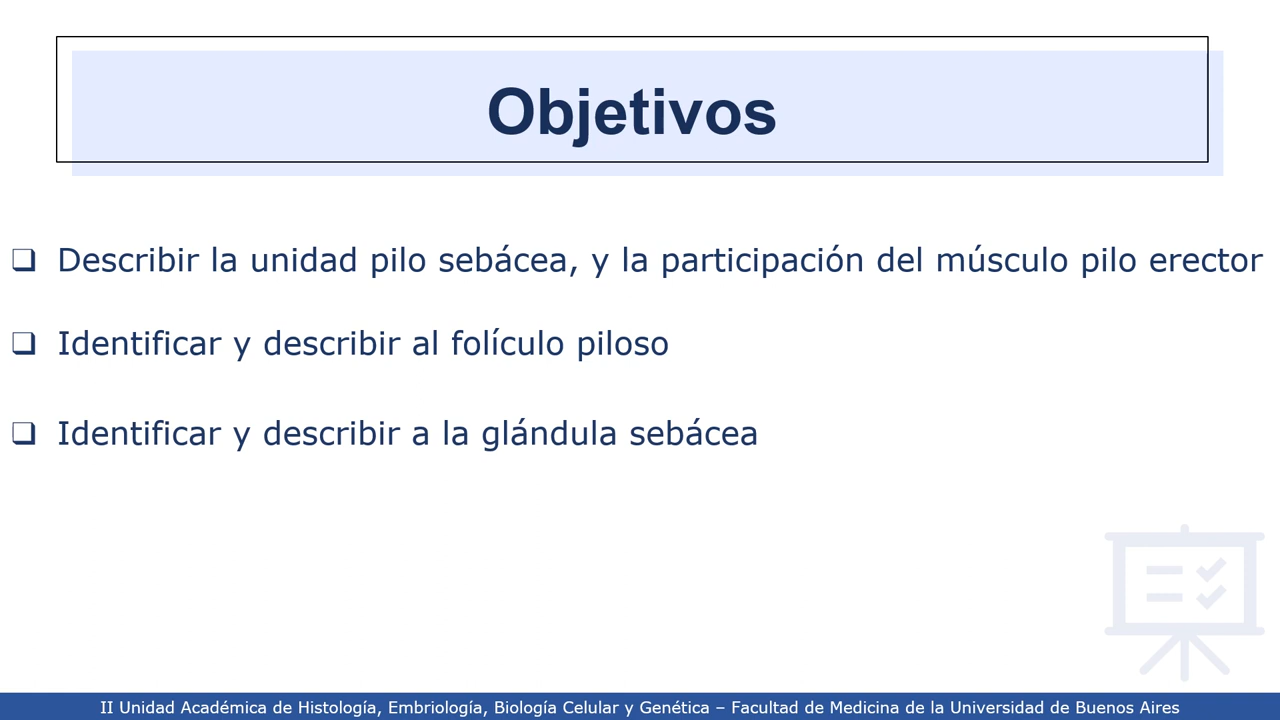 Objetivos
❑ Describir la unidad pilo sebácea, y la participación del músculo pilo erector
❑ Identificar y describir al folículo piloso
❑ Identificar y describir a la glándula sebácea
II Unidad Académica de Histología, Embriología, Biología Celular y Genética – Facultad de Medicina de la Universidad de Buenos Aires